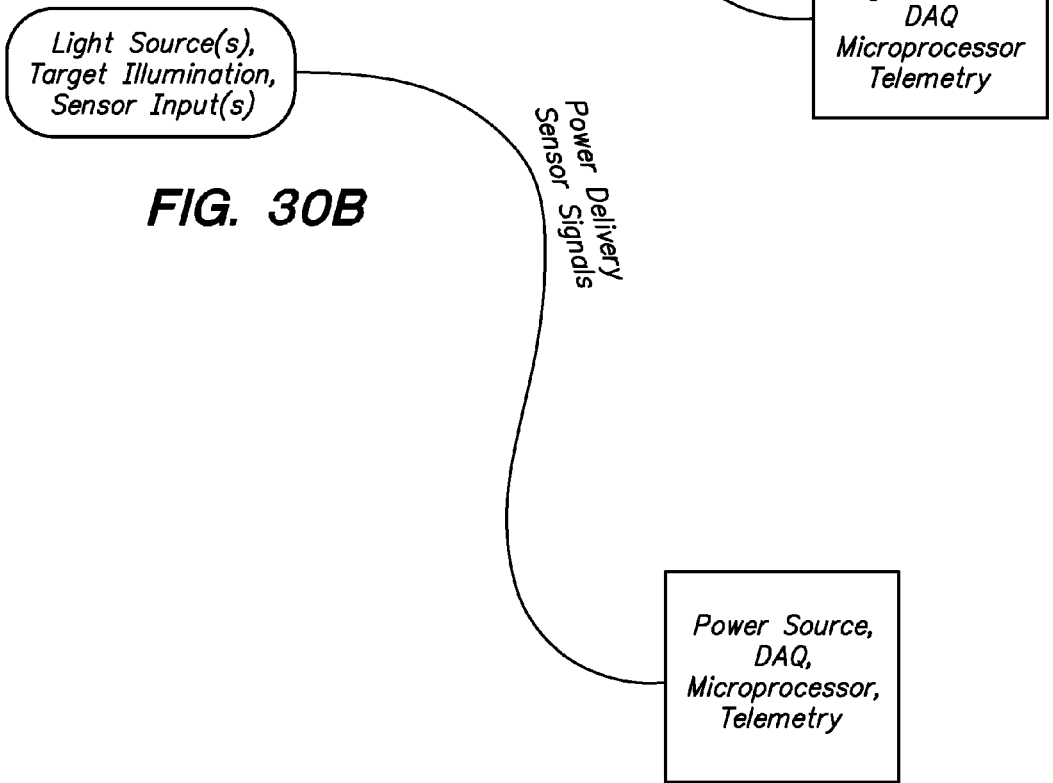 DAQ
Microprocessor
Telemetry
Light Source(s),
Target Illumination,
Sensor Input(s)
Power Delivery
Sensor Signals
FIG. 30B
Power Source,
DAQ,
Microprocessor,
Telemetry